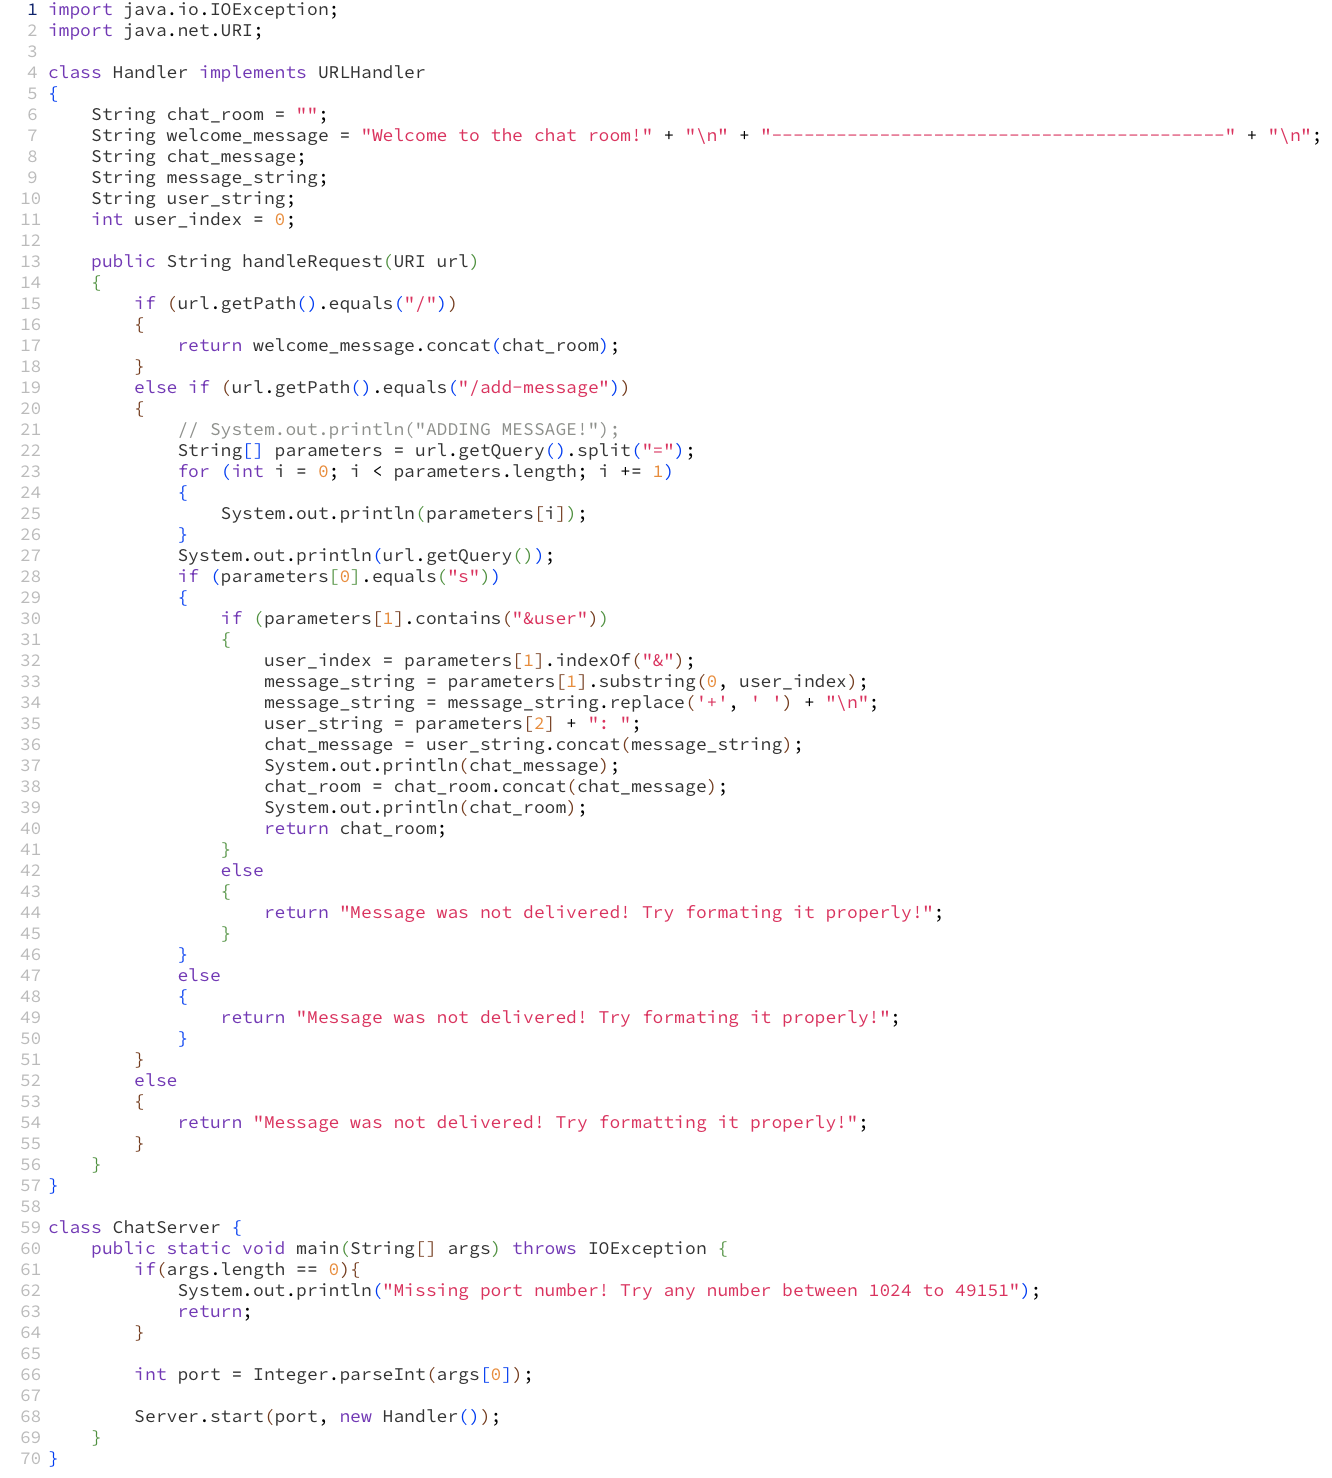 1 import java.io.IOException;
2 import java.net.URI;
3
4 class Handler implements URLHandler
5 {
6     String chat_room = "";
7     String welcome_message = "Welcome to the chat room!" + "\n" + "------------------------------------------" + "\n";
8     String chat_message;
9     String message_string;
10     String user_string;
11     int user_index = 0;
12
13     public String handleRequest(URI url)
14     {
15         if (url.getPath().equals("/"))
16         {
17             return welcome_message.concat(chat_room);
18         }
19         else if (url.getPath().equals("/add-message"))
20         {
21             // System.out.println("ADDING MESSAGE!");
22             String[] parameters = url.getQuery().split("=");
23             for (int i = 0; i < parameters.length; i += 1)
24             {
25                 System.out.println(parameters[i]);
26             }
27             System.out.println(url.getQuery());
28             if (parameters[0].equals("s"))
29             {
30                 if (parameters[1].contains("&user"))
31                 {
32                     user_index = parameters[1].indexOf("&");
33                     message_string = parameters[1].substring(0, user_index);
34                     message_string = message_string.replace('+', ' ') + "\n";
35                     user_string = parameters[2] + ": ";
36                     chat_message = user_string.concat(message_string);
37                     System.out.println(chat_message);
38                     chat_room = chat_room.concat(chat_message);
39                     System.out.println(chat_room);
40                     return chat_room;
41                 }
42                 else
43                 {
44                     return "Message was not delivered! Try formating it properly!";
45                 }
46             }
47             else
48             {
49                 return "Message was not delivered! Try formating it properly!";
50             }
51         }
52         else
53         {
54             return "Message was not delivered! Try formatting it properly!";
55         }
56     }
57 }
58
59 class ChatServer {
60     public static void main(String[] args) throws IOException {
61         if(args.length == 0){
62             System.out.println("Missing port number! Try any number between 1024 to 49151");
63             return;
64         }
65
66         int port = Integer.parseInt(args[0]);
67
68         Server.start(port, new Handler());
69     }
70 }